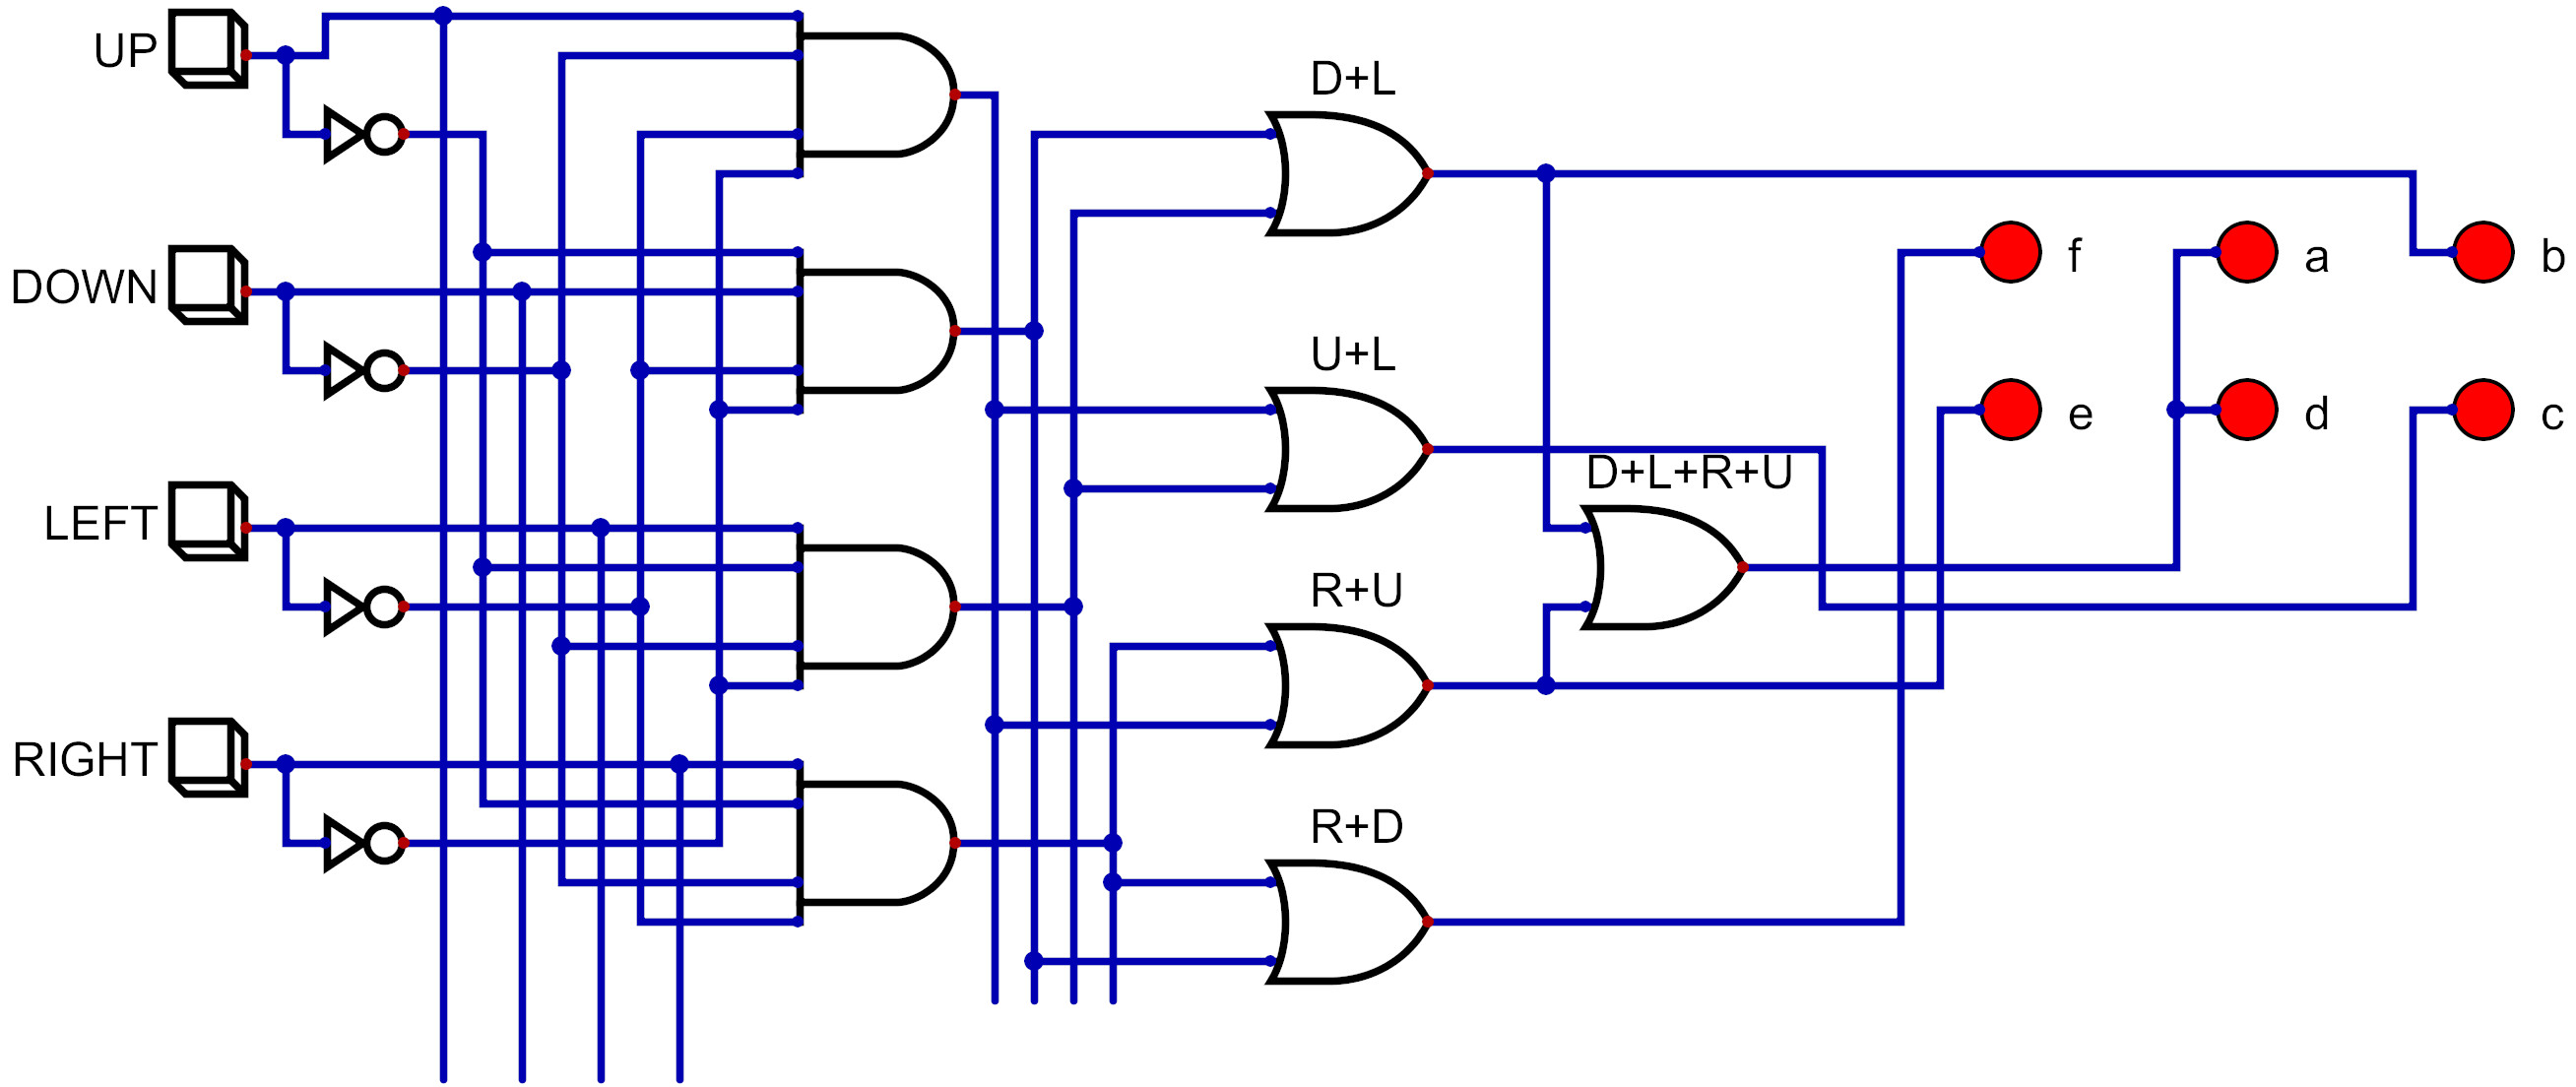 UP
DOWN
LEFT
RIGHT
D+L
U+L
D+L+R+U
R+U
R+D
f
a
b
e
d
c